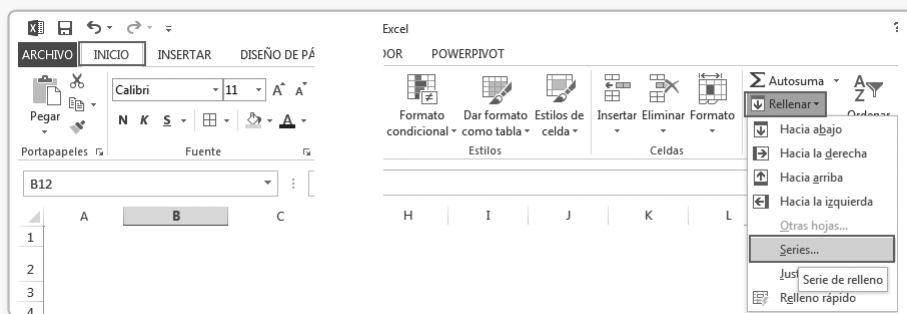 Excel
?
ARCHIVO INICIO INSERTAR DISEÑO DE PÁ
DOR POWERPIVOT
Pegar
Calibri 11 A A
N K S A
Portapapeles Fuente
Formato condicional
Dar formato como tabla
Estilos de celda
Estilos
Insertar Eliminar Formato
Celdas
Σ Autosuma
Rellenar
A
Z
Ordenar
Hacia abajo
Hacia la derecha
Hacia arriba
Hacia la izquierda
Otras hojas...
Series...
Just
Serie de relleno
Relleno rápido
B12
A B C H I J K L
1
2
3
4